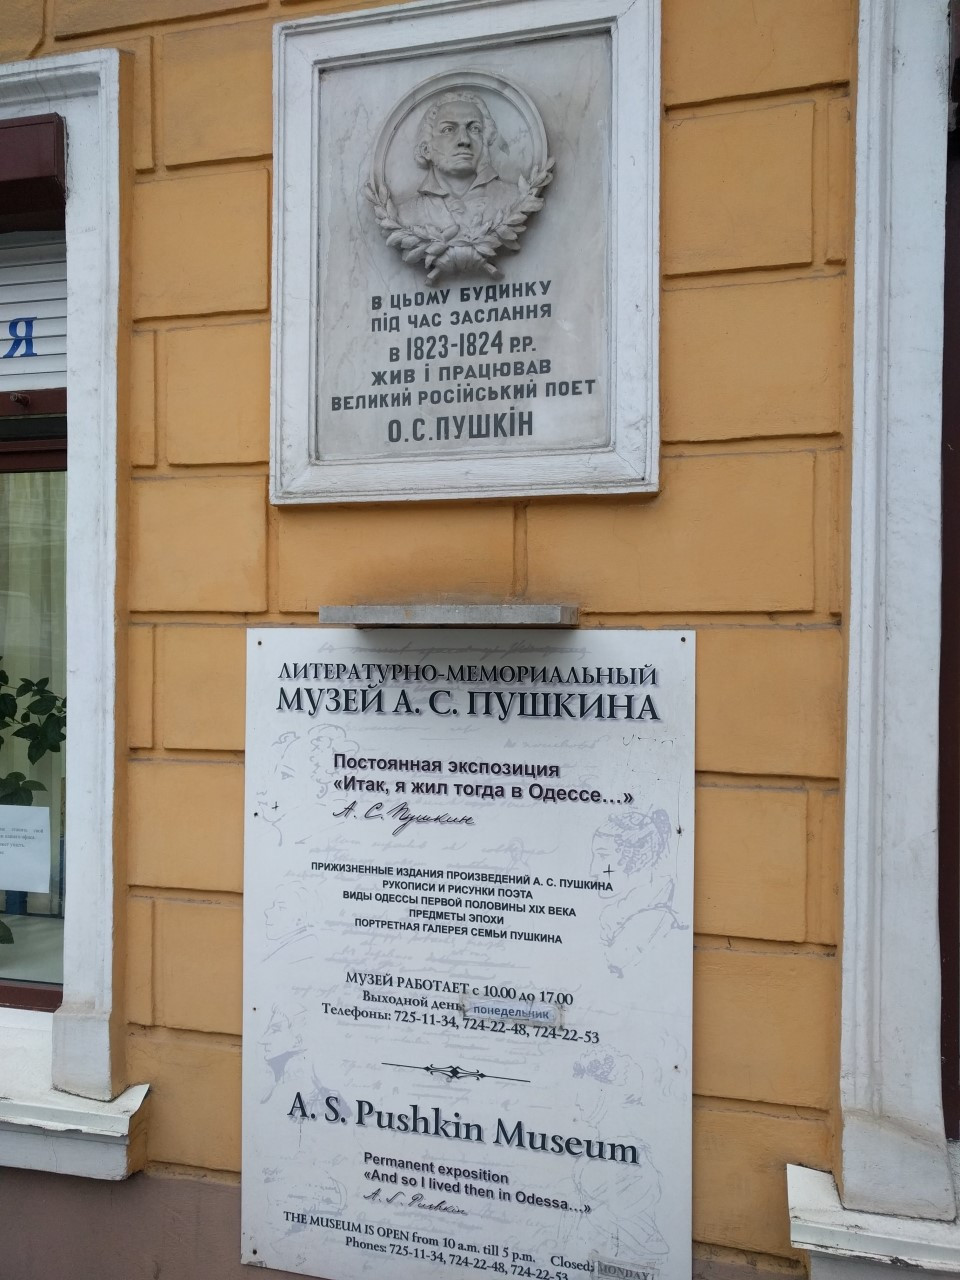 Я
В ЦЬОМУ БУДИНКУ
ПІД ЧАС ЗАСЛАННЯ
В 1823-1824 Р.Р.
ЖИВ І ПРАЦЮВАВ
ВЕЛИКИЙ РОСІЙСЬКИЙ ПОЕТ
О.С.ПУШКІН
ЛИТЕРАТУРНО-МЕМОРИАЛЬНЫЙ
МУЗЕЙ А. С. ПУШКИНА
Постоянная экспозиция
«Итак, я жил тогда в Одессе...»
А. С. Пушкин
ПРИЖИЗНЕННЫЕ ИЗДАНИЯ ПРОИЗВЕДЕНИЙ А. С. ПУШКИНА
РУКОПИСИ И РИСУНКИ ПОЭТА
ВИДЫ ОДЕССЫ ПЕРВОЙ ПОЛОВИНЫ XIX ВЕКА
ПРЕДМЕТЫ ЭПОХИ
ПОРТРЕТНАЯ ГАЛЕРЕЯ СЕМЬИ ПУШКИНА
МУЗЕЙ РАБОТАЕТ с 10.00 до 17.00
Выходной день: понедельник
Телефоны: 725-11-34, 724-22-48, 724-22-53
A. S. Pushkin Museum
Permanent exposition
«And so I lived then in Odessa...»
A. S. Pushkin
THE MUSEUM IS OPEN from 10 a.m. till 5 p.m. Closed: MONDAY
Phones: 725-11-34, 724-22-48, 724-22-53